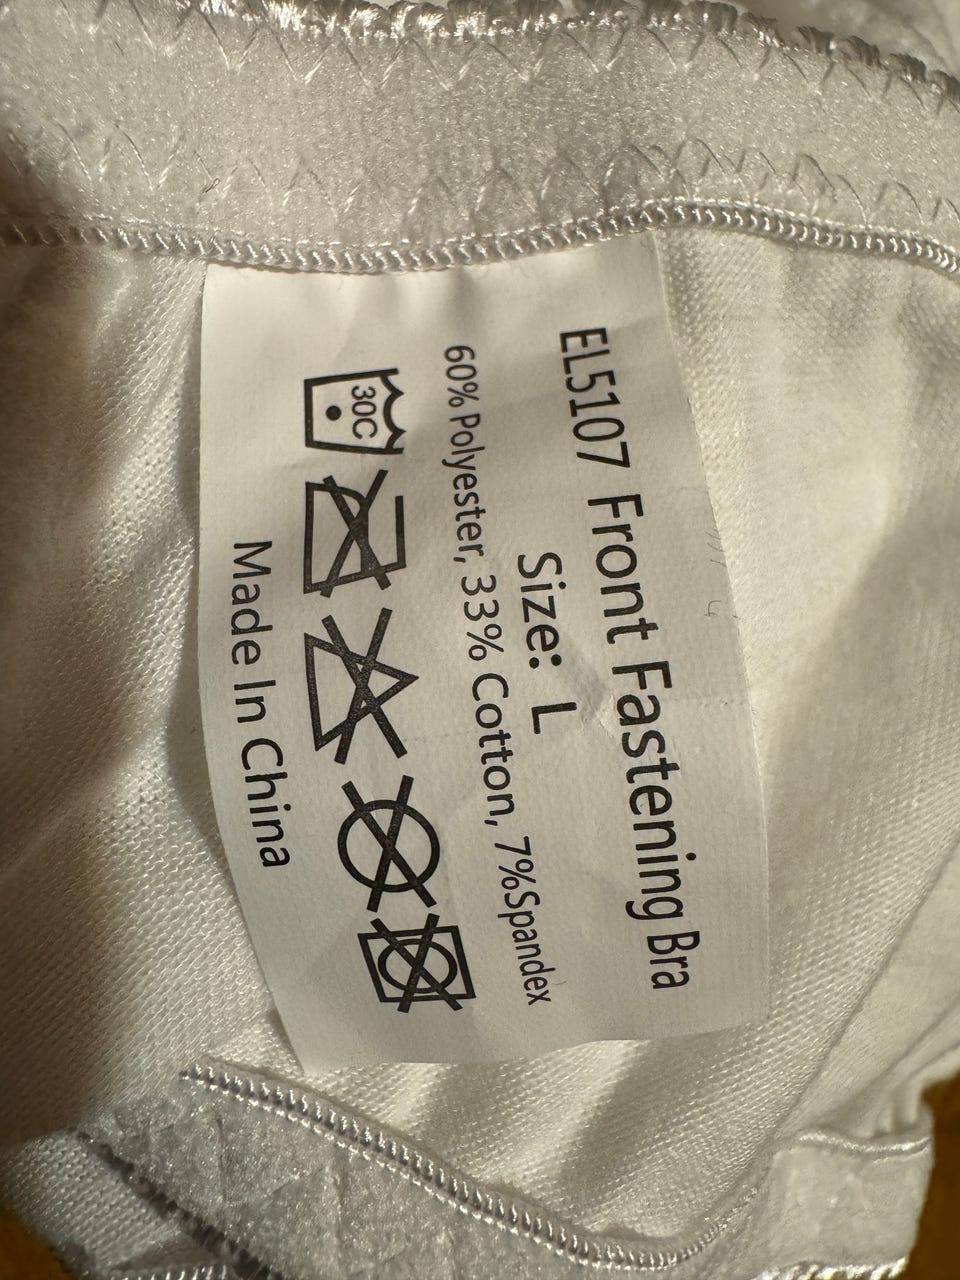 EL5107 Front Fastening Bra
Size: L
60% Polyester, 33% Cotton, 7%Spandex
30C
Made In China